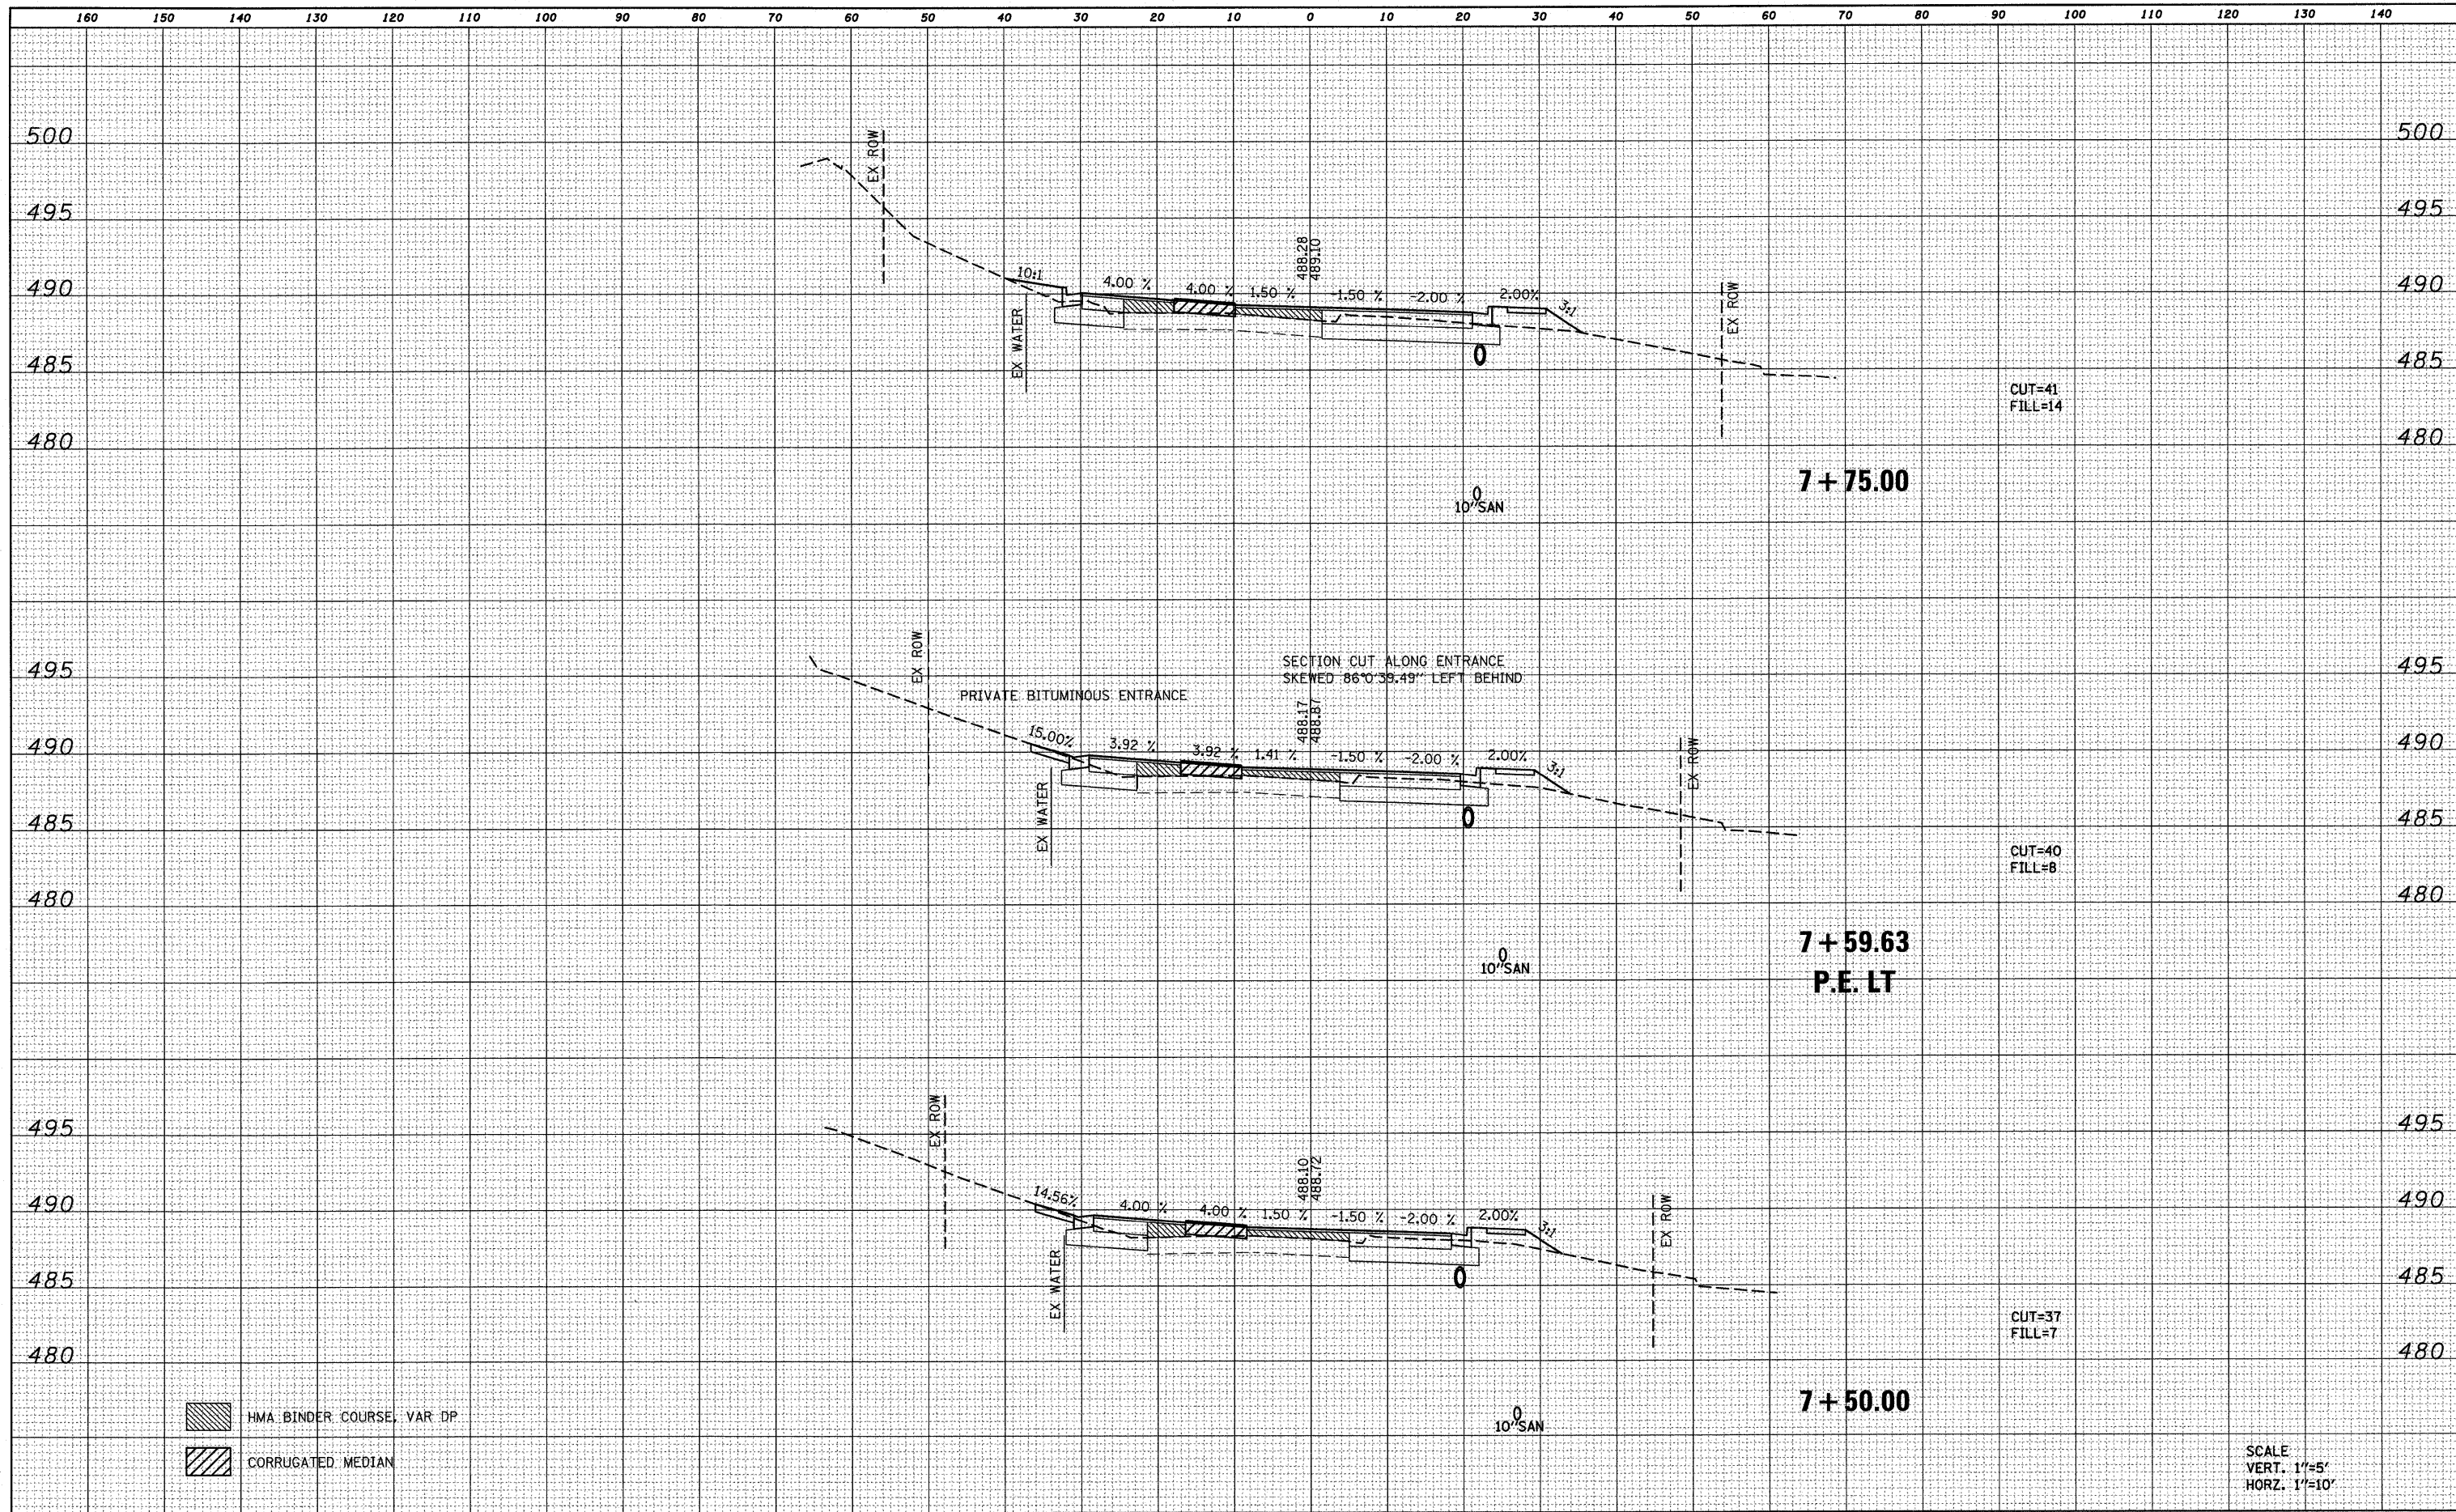 160 150 140 130 120 110 100 90 80 70 60 50 40 30 20 10 0 10 20 30 40 50 60 70 80 90 100 110 120 130 140
500 500
EX ROW
495 495
488.28
489.10
10:1 4.00 % 4.00 % 1.50 % -1.50 % -2.00 % 2.00% 3:1
490 490
EX ROW
EX WATER
485 485
CUT=41
FILL=14
480 480
7+75.00
0
10"SAN
EX ROW
SECTION CUT ALONG ENTRANCE
495 495
SKEWED 86°0'39.49" LEFT BEHIND
PRIVATE BITUMINOUS ENTRANCE
488.17
488.87
15.00% 3.92 % 3.92 % 1.41 % -1.50 % -2.00 % 2.00% 3:1
490 490
EX ROW
EX WATER
485 485
CUT=40
FILL=8
480 480
7+59.63
0
10"SAN
P.E. LT
EX ROW
495 495
488.10
488.72
14.56% 4.00 % 4.00 % 1.50 % -1.50 % -2.00 % 2.00% 3:1
490 490
EX ROW
EX WATER
485 485
CUT=37
FILL=7
480 480
7+50.00
0
10"SAN
HMA BINDER COURSE, VAR DP
CORRUGATED MEDIAN
SCALE
VERT. 1"=5'
HORZ. 1"=10'